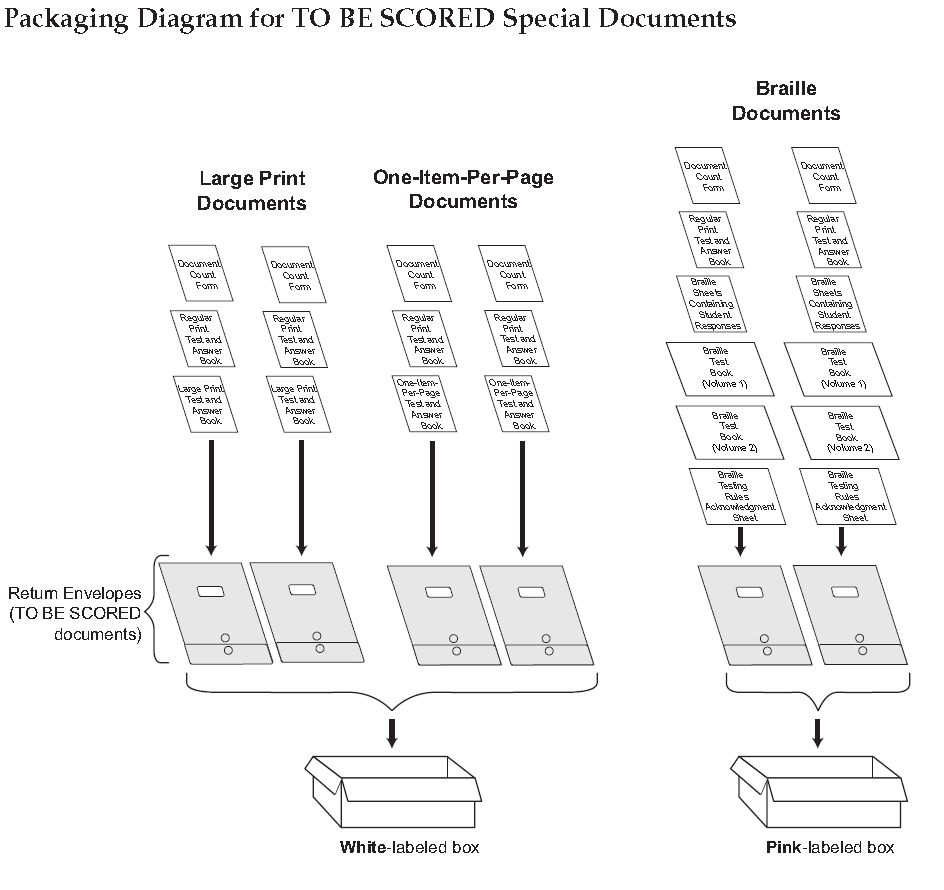 Packaging Diagram for TO BE SCORED Special Documents
Large Print
Documents
Document
Count
Form
Regular
Print
Test and
Answer
Book
Large Print
Test and
Answer
Book
Document
Count
Form
Regular
Print
Test and
Answer
Book
Large Print
Test and
Answer
Book
One-Item-Per-Page
Documents
Document
Count
Form
Regular
Print
Test and
Answer
Book
One-Item-
Per-Page
Test and
Answer
Book
Document
Count
Form
Regular
Print
Test and
Answer
Book
One-Item-
Per-Page
Test and
Answer
Book
Braille
Documents
Document
Count
Form
Regular
Print
Test and
Answer
Book
Braille
Sheets
Containing
Student
Responses
Braille
Test
Book
(Volume 1)
Braille
Test
Book
(Volume 2)
Braille
Testing
Rules
Acknowledgment
Sheet
Document
Count
Form
Regular
Print
Test and
Answer
Book
Braille
Sheets
Containing
Student
Responses
Braille
Test
Book
(Volume 1)
Braille
Test
Book
(Volume 2)
Braille
Testing
Rules
Acknowledgment
Sheet
Return Envelopes
(TO BE SCORED
documents)
White-labeled box
Pink-labeled box